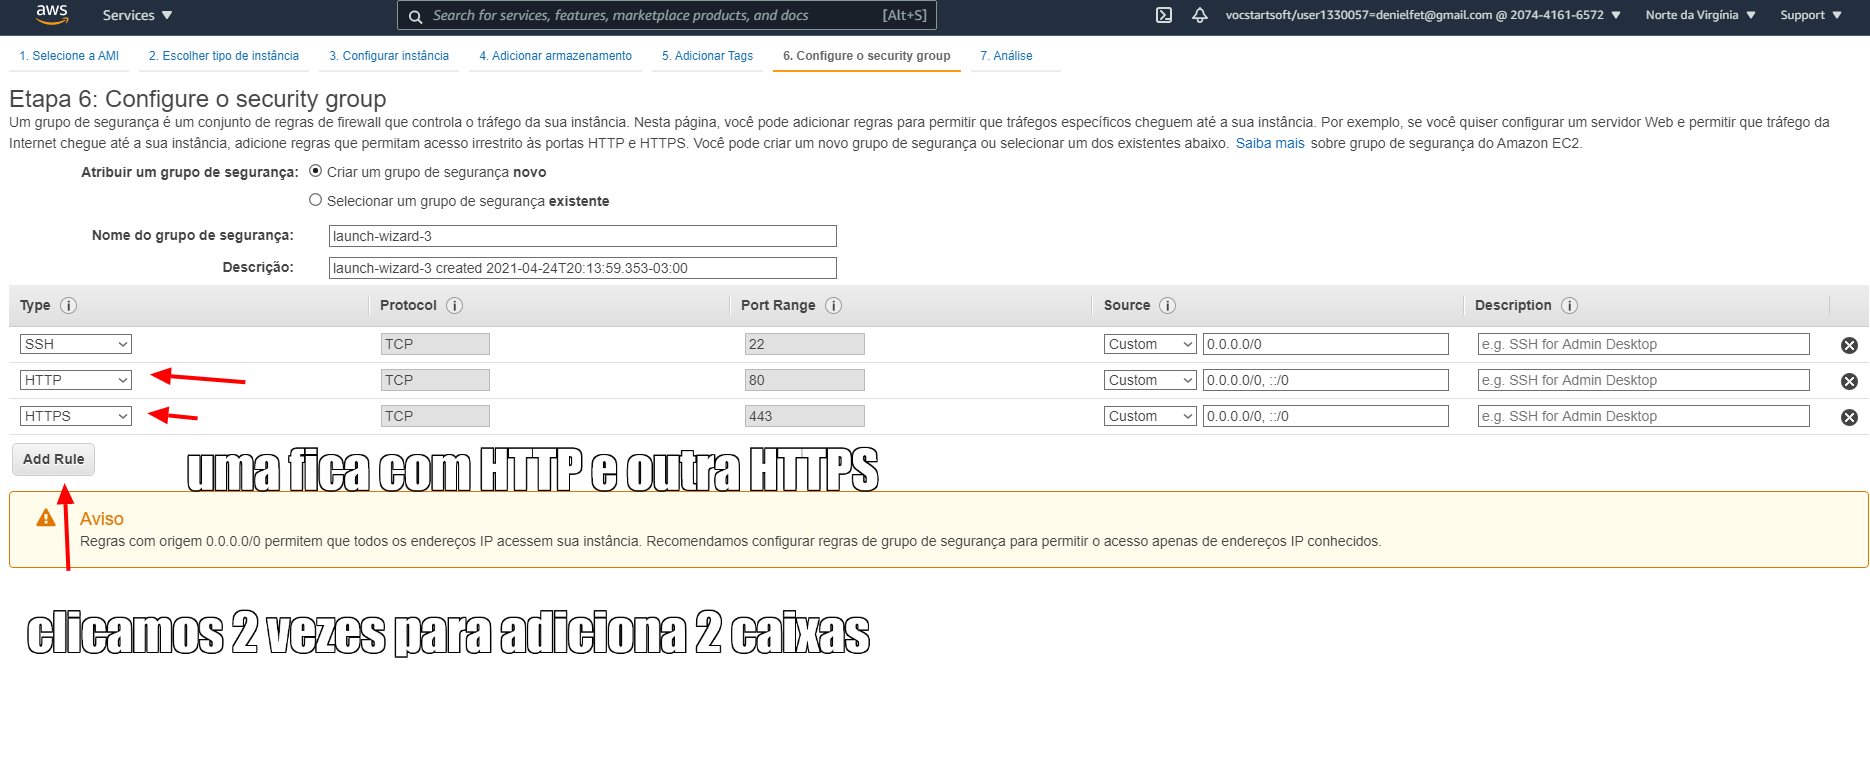 aws Services Search for services, features, marketplace products, and docs [Alt+S] vocstartsoft/user1330057=denielfet@gmail.com @ 2074-4161-6572 Norte da Virgínia Support
1. Selecione a AMI 2. Escolher tipo de instância 3. Configurar instância 4. Adicionar armazenamento 5. Adicionar Tags 6. Configure o security group 7. Análise
Etapa 6: Configure o security group
Um grupo de segurança é um conjunto de regras de firewall que controla o tráfego da sua instância. Nesta página, você pode adicionar regras para permitir que tráfegos específicos cheguem até a sua instância. Por exemplo, se você quiser configurar um servidor Web e permitir que tráfego da
Internet chegue até a sua instância, adicione regras que permitam acesso irrestrito às portas HTTP e HTTPS. Você pode criar um novo grupo de segurança ou selecionar um dos existentes abaixo. Saiba mais sobre grupo de segurança do Amazon EC2.
Atribuir um grupo de segurança: Criar um grupo de segurança novo
Selecionar um grupo de segurança existente
Nome do grupo de segurança: launch-wizard-3
Descrição: launch-wizard-3 created 2021-04-24T20:13:59.353-03:00
Type Protocol Port Range Source Description
SSH TCP 22 Custom 0.0.0.0/0 e.g. SSH for Admin Desktop
HTTP TCP 80 Custom 0.0.0.0/0, ::/0 e.g. SSH for Admin Desktop
HTTPS TCP 443 Custom 0.0.0.0/0, ::/0 e.g. SSH for Admin Desktop
Add Rule
uma fica com HTTP e outra HTTPS
Aviso
Regras com origem 0.0.0.0/0 permitem que todos os endereços IP acessem sua instância. Recomendamos configurar regras de grupo de segurança para permitir o acesso apenas de endereços IP conhecidos.
clicamos 2 vezes para adiciona 2 caixas